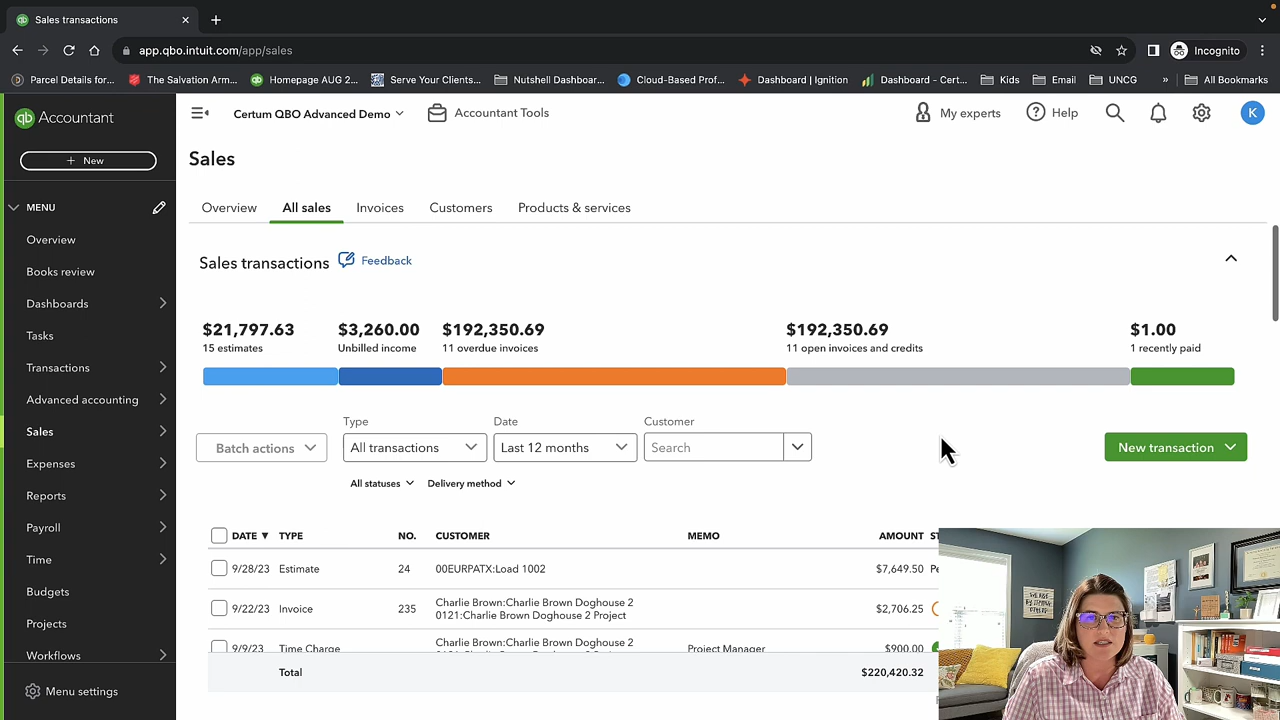 Sales transactions
app.qbo.intuit.com/app/sales
Incognito
Parcel Details for...
The Salvation Arm...
Homepage AUG 2...
Serve Your Clients...
Nutshell Dashboar...
Cloud-Based Prof...
Dashboard | Ignition
Dashboard - Cert...
Kids
Email
UNCG
»
All Bookmarks
qb Accountant
Certum QBO Advanced Demo
Accountant Tools
My experts
Help
K
+ New
MENU
Overview
Books review
Dashboards
Tasks
Transactions
Advanced accounting
Sales
Expenses
Reports
Payroll
Time
Budgets
Projects
Workflows
Menu settings
Sales
Overview
All sales
Invoices
Customers
Products & services
Sales transactions
Feedback
$21,797.63
15 estimates
$3,260.00
Unbilled income
$192,350.69
11 overdue invoices
$192,350.69
11 open invoices and credits
$1.00
1 recently paid
Batch actions
Type
All transactions
Date
Last 12 months
Customer
Search
New transaction
All statuses
Delivery method
DATE ▼ TYPE NO. CUSTOMER MEMO AMOUNT ST
9/28/23 Estimate 24 00EURPATX:Load 1002 $7,649.50 Pe
9/22/23 Invoice 235 Charlie Brown:Charlie Brown Doghouse 2 $2,706.25
0121:Charlie Brown Doghouse 2 Project
9/9/23 Time Charge Charlie Brown:Charlie Brown Doghouse 2 Project Manager $900.00
Total $220,420.32